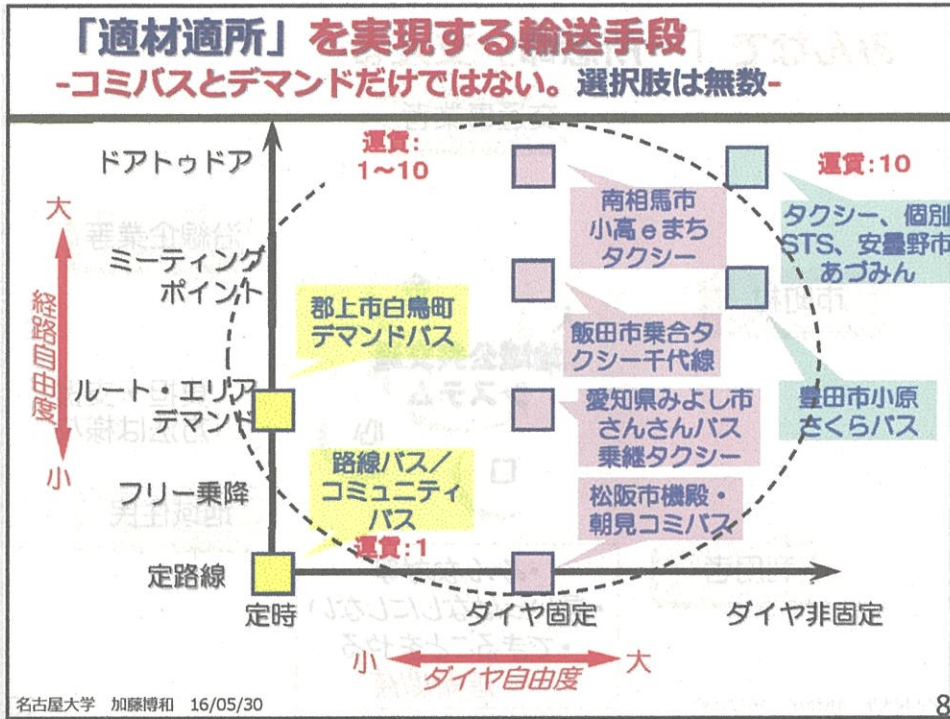 「適材適所」を実現する輸送手段
-コミバスとデマンドだけではない。選択肢は無数-
運賃：
1～10
運賃：10
ドアトゥドア
大
南相馬市
小高eまち
タクシー
タクシー、個別
STS、安曇野市
あづみん
ミーティング
ポイント
経路自由度
郡上市白鳥町
デマンドバス
飯田市乗合タ
クシー千代線
ルート・エリア
デマンド
愛知県みよし市
さんさんバス
乗継タクシー
豊田市小原
さくらバス
小
フリー乗降
路線バス／
コミュニティ
バス
松阪市機殿・
朝見コミバス
運賃：1
定路線
定時
ダイヤ固定
ダイヤ非固定
小
大
ダイヤ自由度
名古屋大学　加藤博和　16/05/30
8